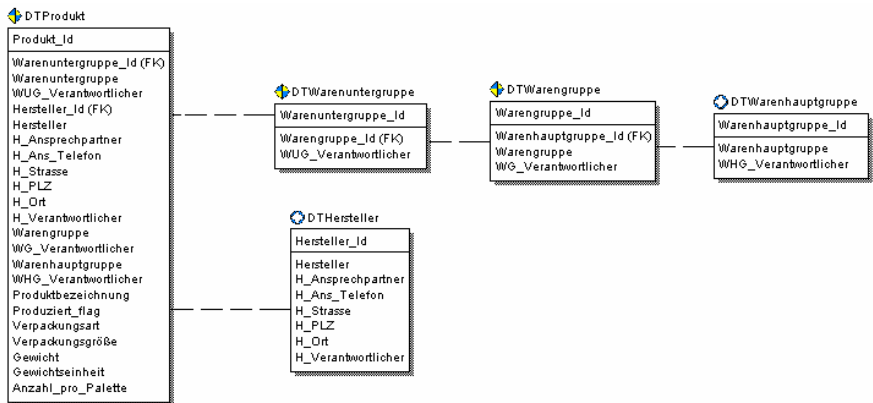 DTProdukt
Produkt_Id
Warenuntergruppe_Id (FK)
Warenuntergruppe
WUG_Verantwortlicher
Hersteller_Id (FK)
Hersteller
H_Ansprechpartner
H_Ans_Telefon
H_Strasse
H_PLZ
H_Ort
H_Verantwortlicher
Warengruppe
WG_Verantwortlicher
Warenhauptgruppe
WHG_Verantwortlicher
Produktbezeichnung
Produziert_flag
Verpackungsart
Verpackungsgröße
Gewicht
Gewichtseinheit
Anzahl_pro_Palette
DTWarenuntergruppe
Warenuntergruppe_Id
Warengruppe_Id (FK)
WUG_Verantwortlicher
DTWarengruppe
Warengruppe_Id
Warenhauptgruppe_Id (FK)
Warengruppe
WG_Verantwortlicher
DTWarenhauptgruppe
Warenhauptgruppe_Id
Warenhauptgruppe
WHG_Verantwortlicher
DTHersteller
Hersteller_Id
Hersteller
H_Ansprechpartner
H_Ans_Telefon
H_Strasse
H_PLZ
H_Ort
H_Verantwortlicher